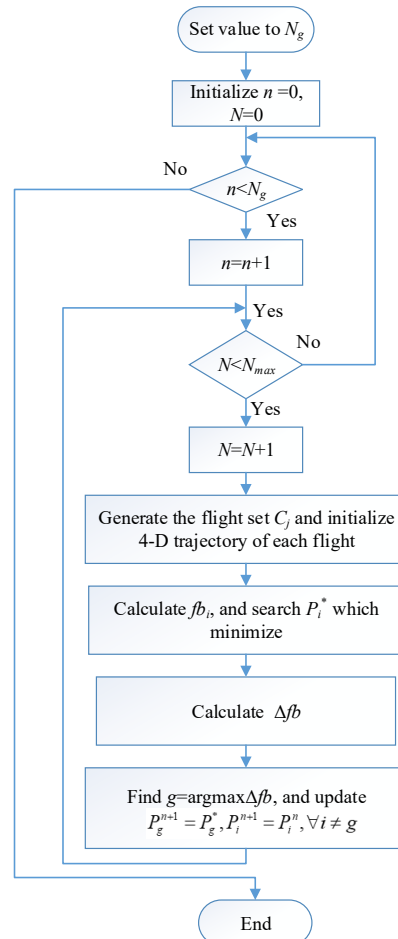 Set value to N_g
Initialize n =0,
N=0
No
n<N_g
Yes
n=n+1
Yes
No
N<N_max
Yes
N=N+1
Generate the flight set C_j and initialize
4-D trajectory of each flight
Calculate fb_i, and search P_i^* which
minimize
Calculate Δfb
Find g=argmaxΔfb, and update
P_g^{n+1} = P_g^*, P_i^{n+1} = P_i^n, ∀i ≠ g
End